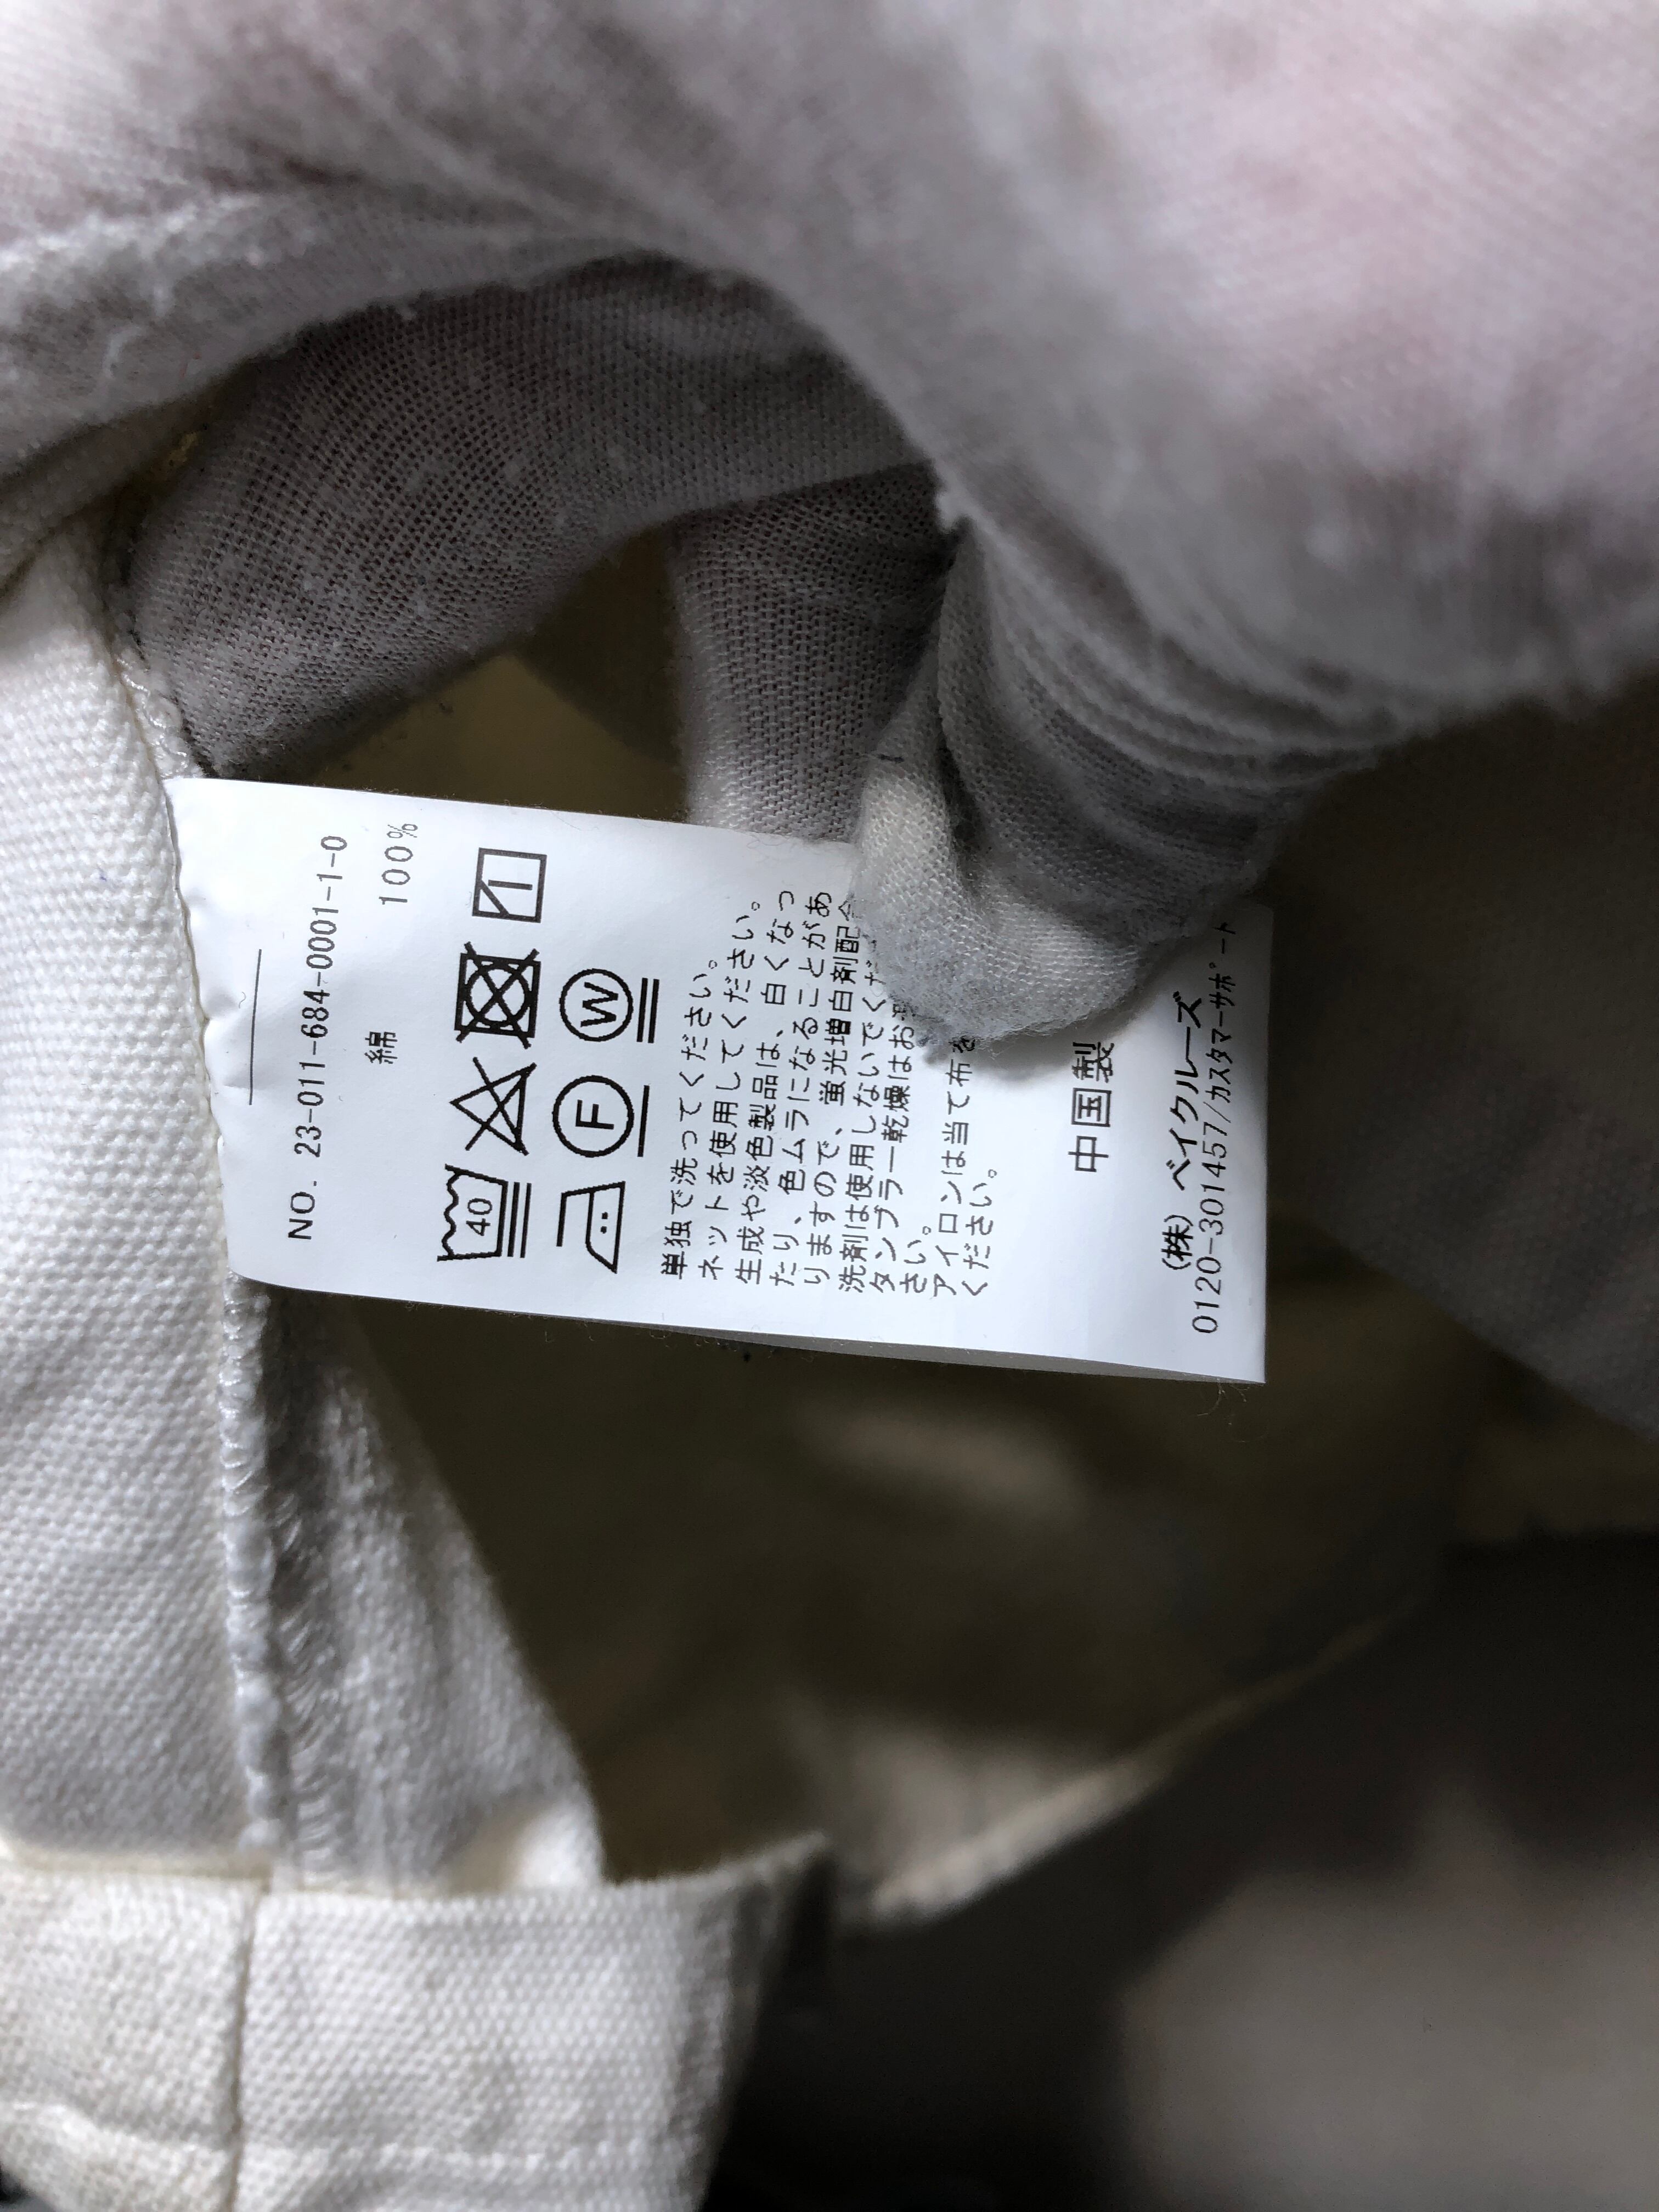 NO. 23-011-684-0001-1-0
綿 100%
40
F W
単独で洗ってください。
ネットを使用してください。
生成や淡色製品は、白くなっ
たり、色ムラになることがあ
りますので、蛍光増白剤配合
洗剤は使用しないでくだ
タンブラー乾燥はお
さい。
アイロンは当て布を
ください。
中国製
(株) ベイクルーズ
0120-301457/カスタマーサポート